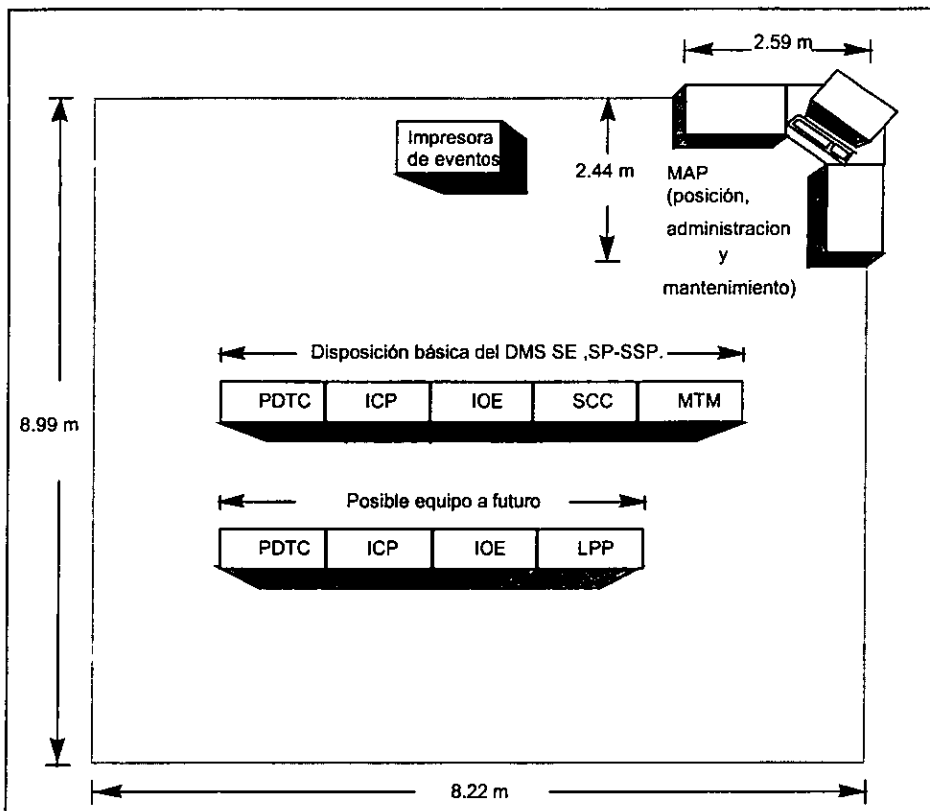 2.59 m
Impresora
de eventos
2.44 m
MAP
(posición,
administracion
y
mantenimiento)
Disposición básica del DMS SE ,SP-SSP.
PDTC ICP IOE SCC MTM
8.99 m
Posible equipo a futuro
PDTC ICP IOE LPP
8.22 m